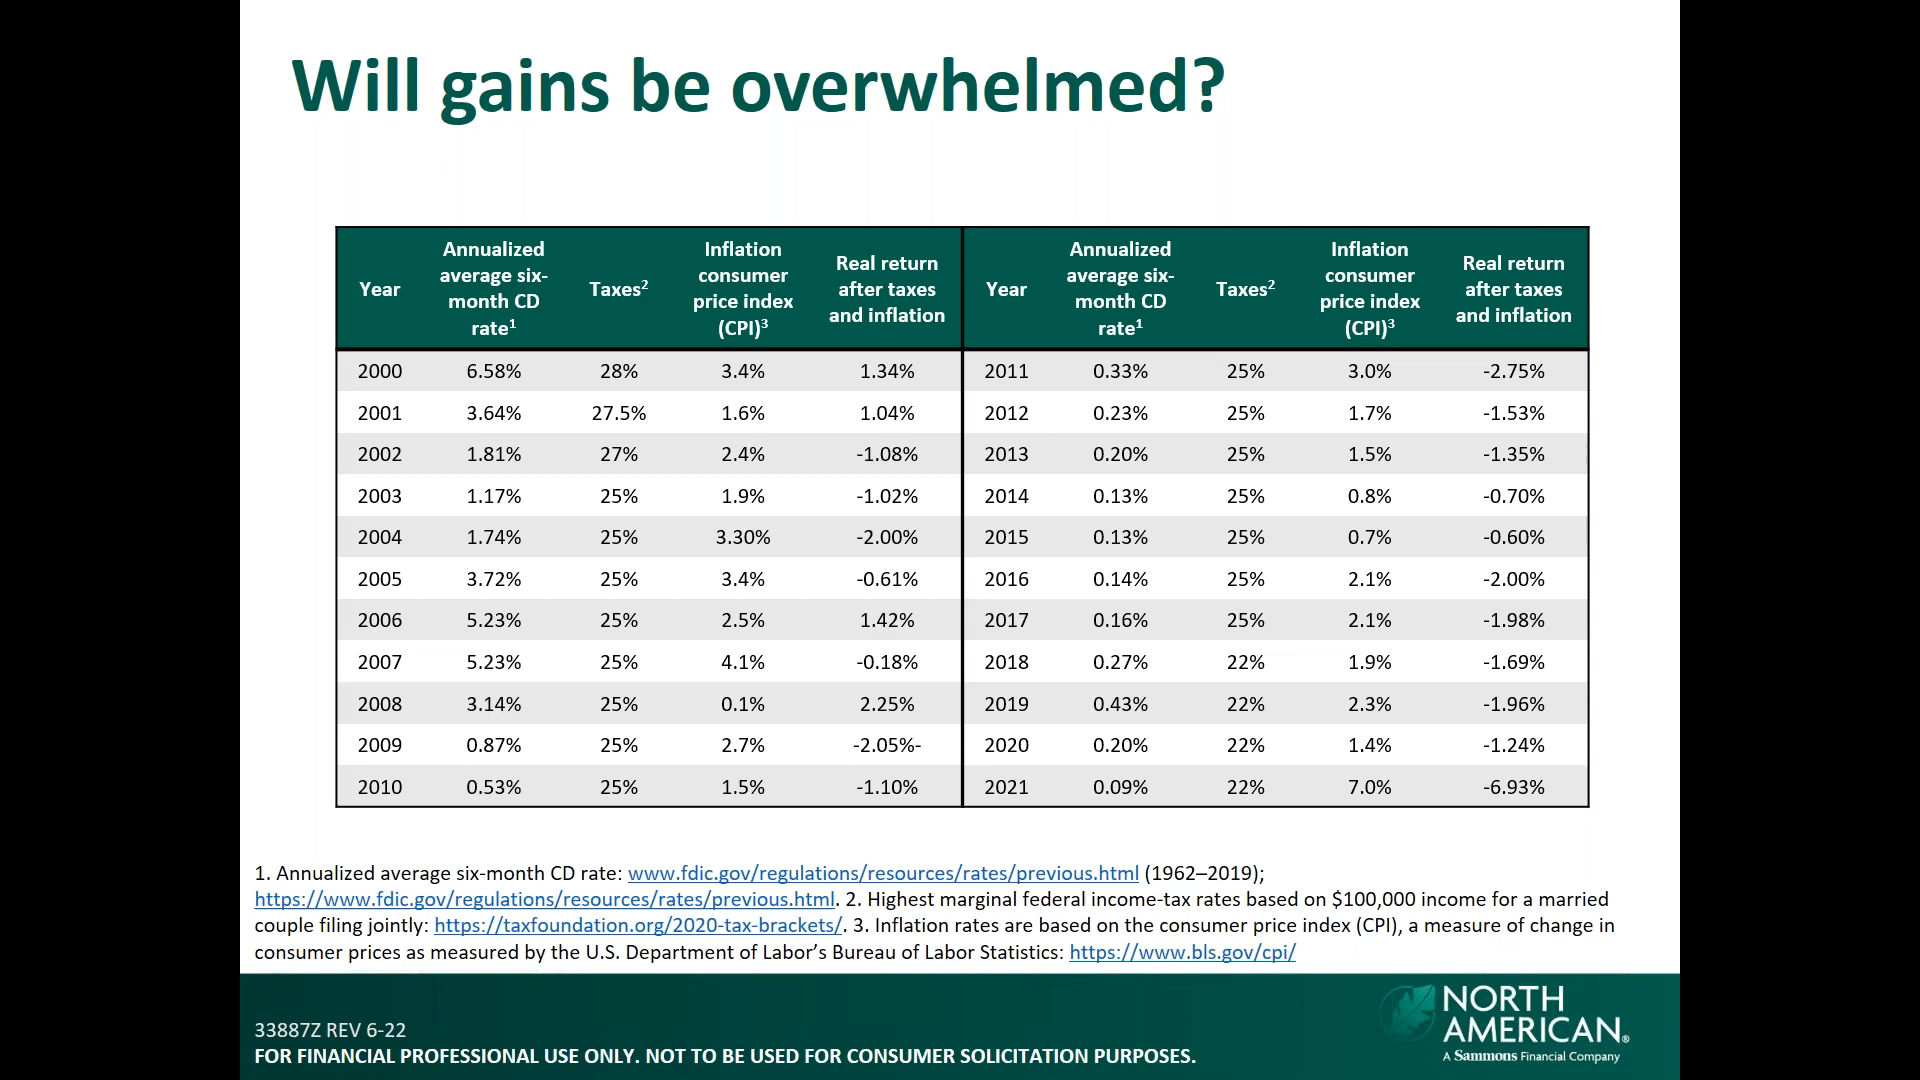 Will gains be overwhelmed?
Year Annualized average six-month CD rate1 Taxes2 Inflation consumer price index (CPI)3 Real return after taxes and inflation Year Annualized average six-month CD rate1 Taxes2 Inflation consumer price index (CPI)3 Real return after taxes and inflation
2000 6.58% 28% 3.4% 1.34% 2011 0.33% 25% 3.0% -2.75%
2001 3.64% 27.5% 1.6% 1.04% 2012 0.23% 25% 1.7% -1.53%
2002 1.81% 27% 2.4% -1.08% 2013 0.20% 25% 1.5% -1.35%
2003 1.17% 25% 1.9% -1.02% 2014 0.13% 25% 0.8% -0.70%
2004 1.74% 25% 3.30% -2.00% 2015 0.13% 25% 0.7% -0.60%
2005 3.72% 25% 3.4% -0.61% 2016 0.14% 25% 2.1% -2.00%
2006 5.23% 25% 2.5% 1.42% 2017 0.16% 25% 2.1% -1.98%
2007 5.23% 25% 4.1% -0.18% 2018 0.27% 22% 1.9% -1.69%
2008 3.14% 25% 0.1% 2.25% 2019 0.43% 22% 2.3% -1.96%
2009 0.87% 25% 2.7% -2.05%- 2020 0.20% 22% 1.4% -1.24%
2010 0.53% 25% 1.5% -1.10% 2021 0.09% 22% 7.0% -6.93%
1. Annualized average six-month CD rate: www.fdic.gov/regulations/resources/rates/previous.html (1962–2019);
https://www.fdic.gov/regulations/resources/rates/previous.html. 2. Highest marginal federal income-tax rates based on $100,000 income for a married
couple filing jointly: https://taxfoundation.org/2020-tax-brackets/. 3. Inflation rates are based on the consumer price index (CPI), a measure of change in
consumer prices as measured by the U.S. Department of Labor’s Bureau of Labor Statistics: https://www.bls.gov/cpi/
33887Z REV 6-22
FOR FINANCIAL PROFESSIONAL USE ONLY. NOT TO BE USED FOR CONSUMER SOLICITATION PURPOSES.
NORTH
AMERICAN®
A Sammons Financial Company